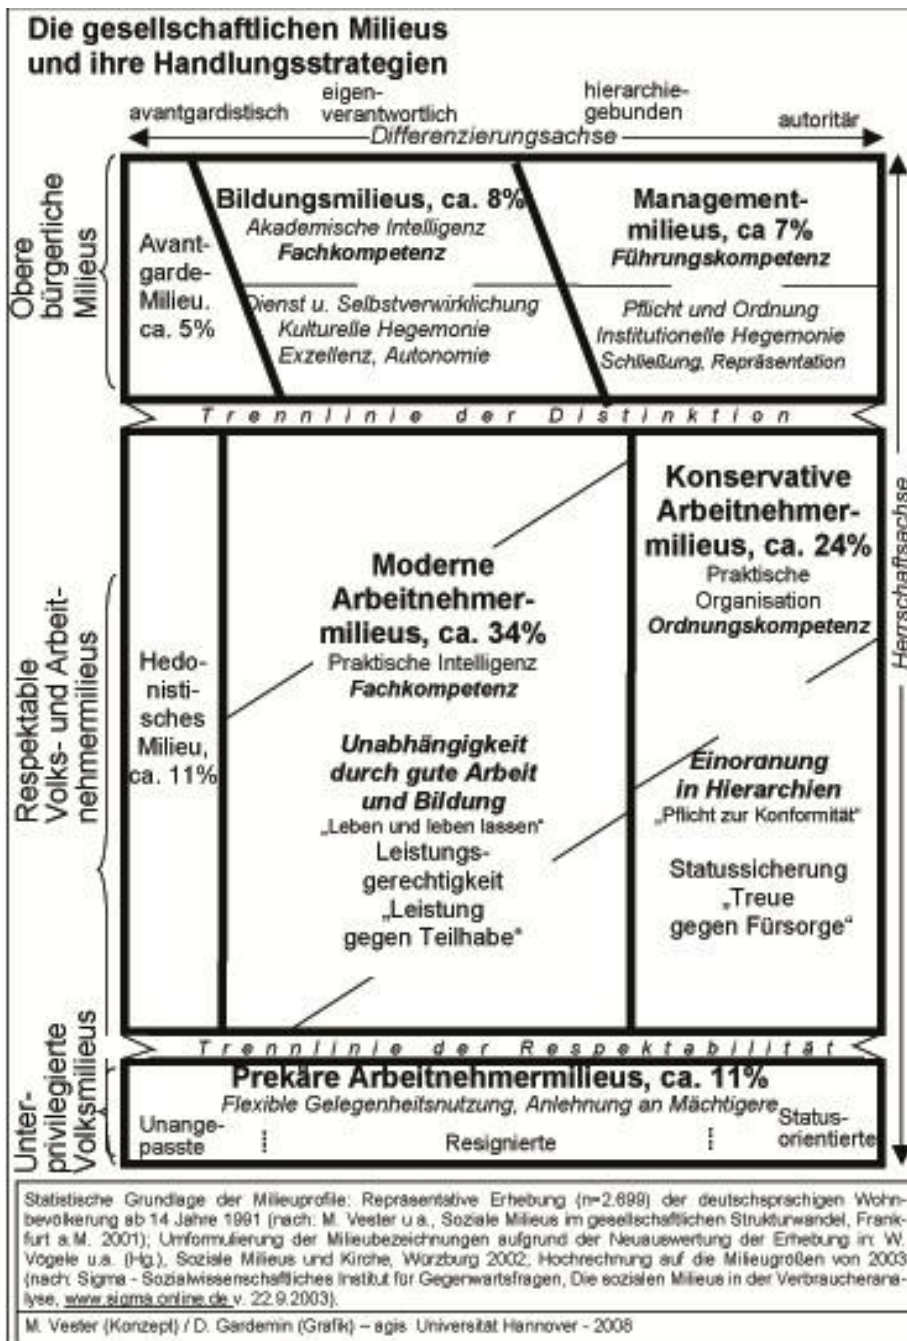 Die gesellschaftlichen Milieus
und ihre Handlungsstrategien
avantgardistisch
eigen-
verantwortlich
hierarchie-
gebunden
autoritär
Differenzierungsachse
Obere
bürgerliche
Milieus
Avant-
garde-
Milieu.
ca. 5%
Bildungsmilieus, ca. 8%
Akademische Intelligenz
Fachkompetenz
Dienst u. Selbstverwirklichung
Kulturelle Hegemonie
Exzellenz, Autonomie
Management-
milieus, ca 7%
Führungskompetenz
Pflicht und Ordnung
Institutionelle Hegemonie
Schließung, Repräsentation
Trennlinie der Distinktion
Herrschaftsachse
Respektable
Volks- und Arbeit-
nehmermilieus
Hedo-
nisti-
sches
Milieu,
ca. 11%
Moderne
Arbeitnehmer-
milieus, ca. 34%
Praktische Intelligenz
Fachkompetenz
Unabhängigkeit
durch gute Arbeit
und Bildung
„Leben und leben lassen“
Leistungs-
gerechtigkeit
„Leistung
gegen Teilhabe“
Konservative
Arbeitnehmer-
milieus, ca. 24%
Praktische
Organisation
Ordnungskompetenz
Einordnung
in Hierarchien
„Pflicht zur Konformität“
Statussicherung
„Treue
gegen Fürsorge“
Trennlinie der Respektabilität
Unter-
privilegierte
Volksmilieus
Prekäre Arbeitnehmermilieus, ca. 11%
Flexible Gelegenheitsnutzung, Anlehnung an Mächtigere
Unange-
passte
Resignierte
Status-
orientierte
Statistische Grundlage der Milieuprofile: Repräsentative Erhebung (n=2.699) der deutschsprachigen Wohn-
bevölkerung ab 14 Jahre 1991 (nach: M. Vester u.a., Soziale Milieus im gesellschaftlichen Strukturwandel, Frank-
furt a.M. 2001); Umformulierung der Milieubezeichnungen aufgrund der Neuauswertung der Erhebung in: W.
Vögele u.a. (Hg.), Soziale Milieus und Kirche, Würzburg 2002; Hochrechnung auf die Milieugrößen von 2003
(nach: Sigma - Sozialwissenschaftliches Institut für Gegenwartsfragen, Die sozialen Milieus in der Verbraucherana-
lyse, www.sigma.online.de v. 22.9.2003).
M. Vester (Konzept) / D. Gardemin (Grafik) – agis Universität Hannover - 2008